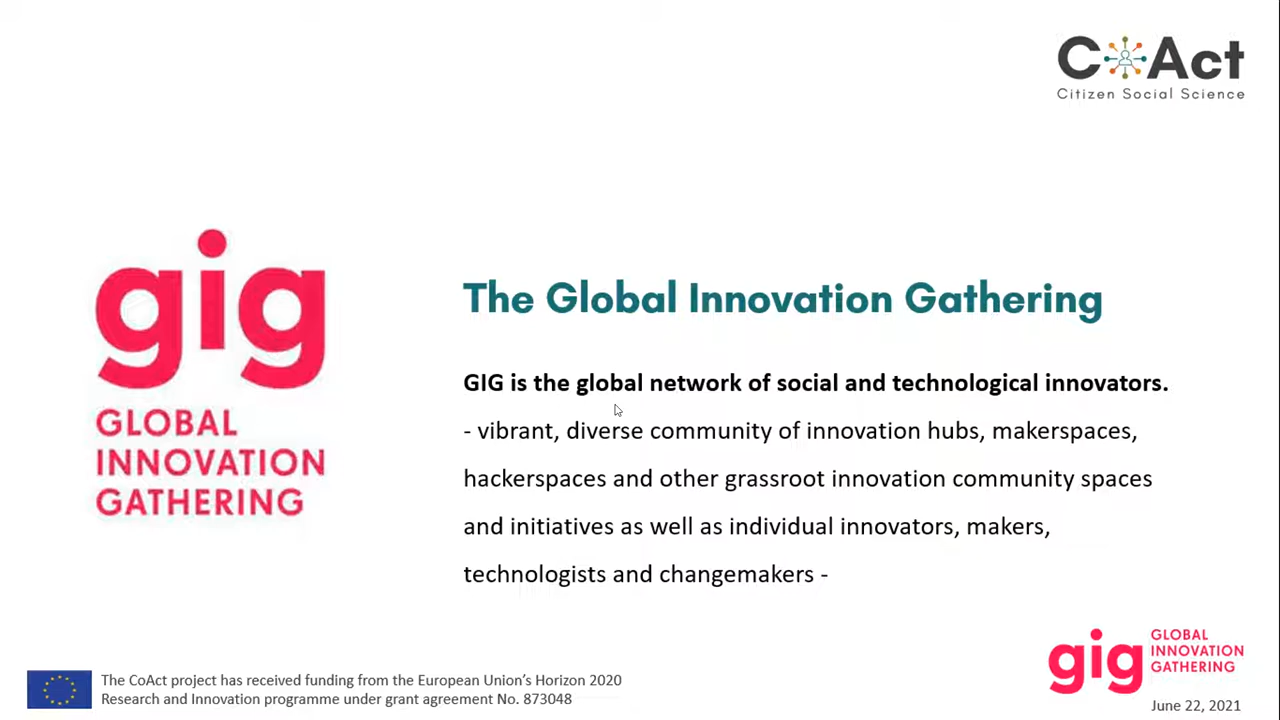 CoAct
Citizen Social Science
gig
GLOBAL
INNOVATION
GATHERING
The Global Innovation Gathering
GIG is the global network of social and technological innovators.
- vibrant, diverse community of innovation hubs, makerspaces,
hackerspaces and other grassroot innovation community spaces
and initiatives as well as individual innovators, makers,
technologists and changemakers -
The CoAct project has received funding from the European Union’s Horizon 2020
Research and Innovation programme under grant agreement No. 873048
gig
GLOBAL
INNOVATION
GATHERING
June 22, 2021